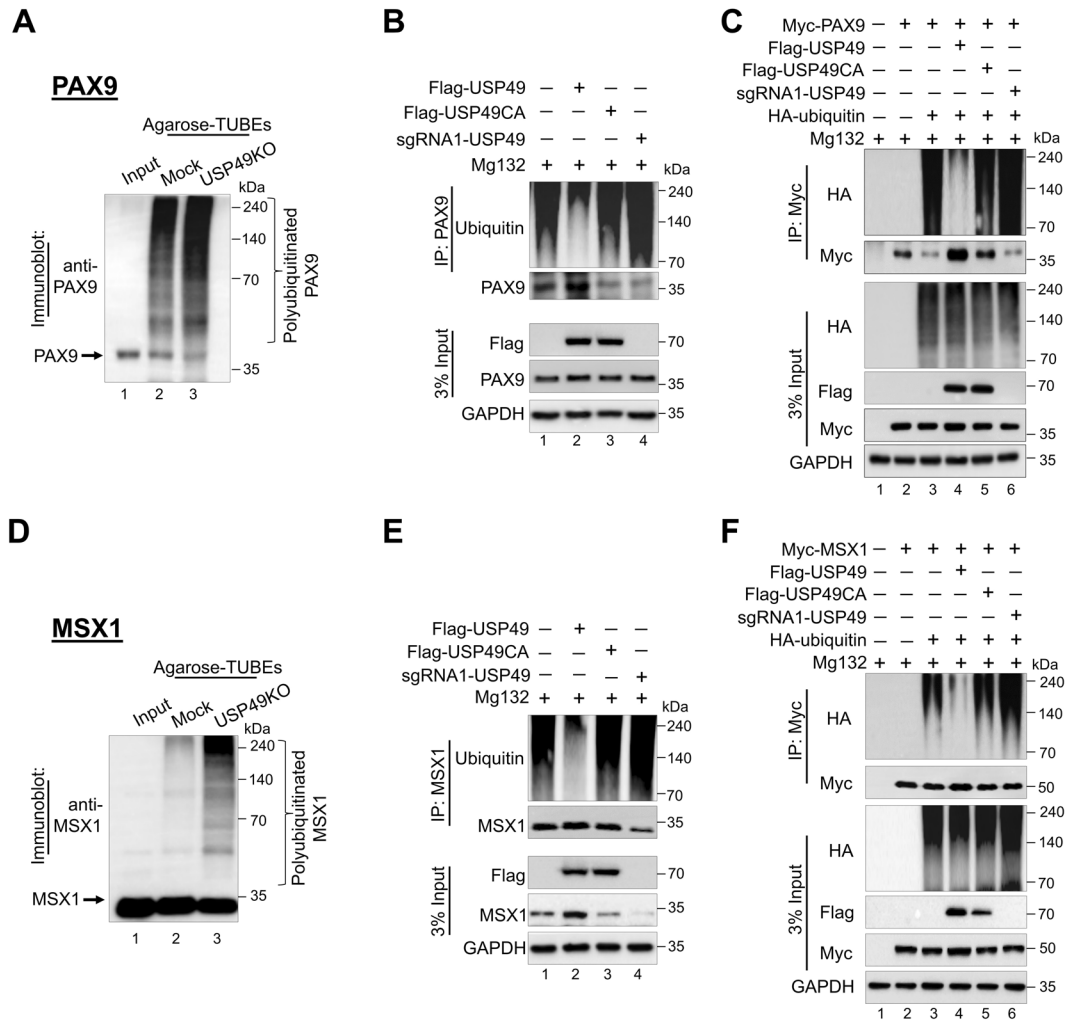 A
PAX9
Agarose-TUBEs
Input
Mock
USP49KO
kDa
240
140
70
35
Immunoblot:
anti-
PAX9
PAX9
Polyubiquitinated
PAX9
1 2 3
B
Flag-USP49 – + – –
Flag-USP49CA – – + –
sgRNA1-USP49 – – – +
Mg132 + + + +
kDa
IP: PAX9
Ubiquitin
240
140
70
PAX9
35
3% Input
Flag
70
PAX9
35
GAPDH
35
1 2 3 4
C
Myc-PAX9 – + + + + +
Flag-USP49 – – – + – –
Flag-USP49CA – – – – + –
sgRNA1-USP49 – – – – – +
HA-ubiquitin – – + + + +
Mg132 + + + + + +
kDa
IP: Myc
HA
240
140
70
Myc
35
3% Input
HA
240
140
70
Flag
70
Myc
35
GAPDH
35
1 2 3 4 5 6
D
MSX1
Agarose-TUBEs
Input
Mock
USP49KO
kDa
240
140
70
35
Immunoblot:
anti-
MSX1
MSX1
Polyubiquitinated
MSX1
1 2 3
E
Flag-USP49 – + – –
Flag-USP49CA – – + –
sgRNA1-USP49 – – – +
Mg132 + + + +
kDa
IP: MSX1
Ubiquitin
240
140
70
MSX1
35
3% Input
Flag
70
MSX1
35
GAPDH
35
1 2 3 4
F
Myc-MSX1 – + + + + +
Flag-USP49 – – – + – –
Flag-USP49CA – – – – + –
sgRNA1-USP49 – – – – – +
HA-ubiquitin – – + + + +
Mg132 + + + + + +
kDa
IP: Myc
HA
240
140
70
Myc
50
3% Input
HA
240
140
70
Flag
70
Myc
50
GAPDH
35
1 2 3 4 5 6